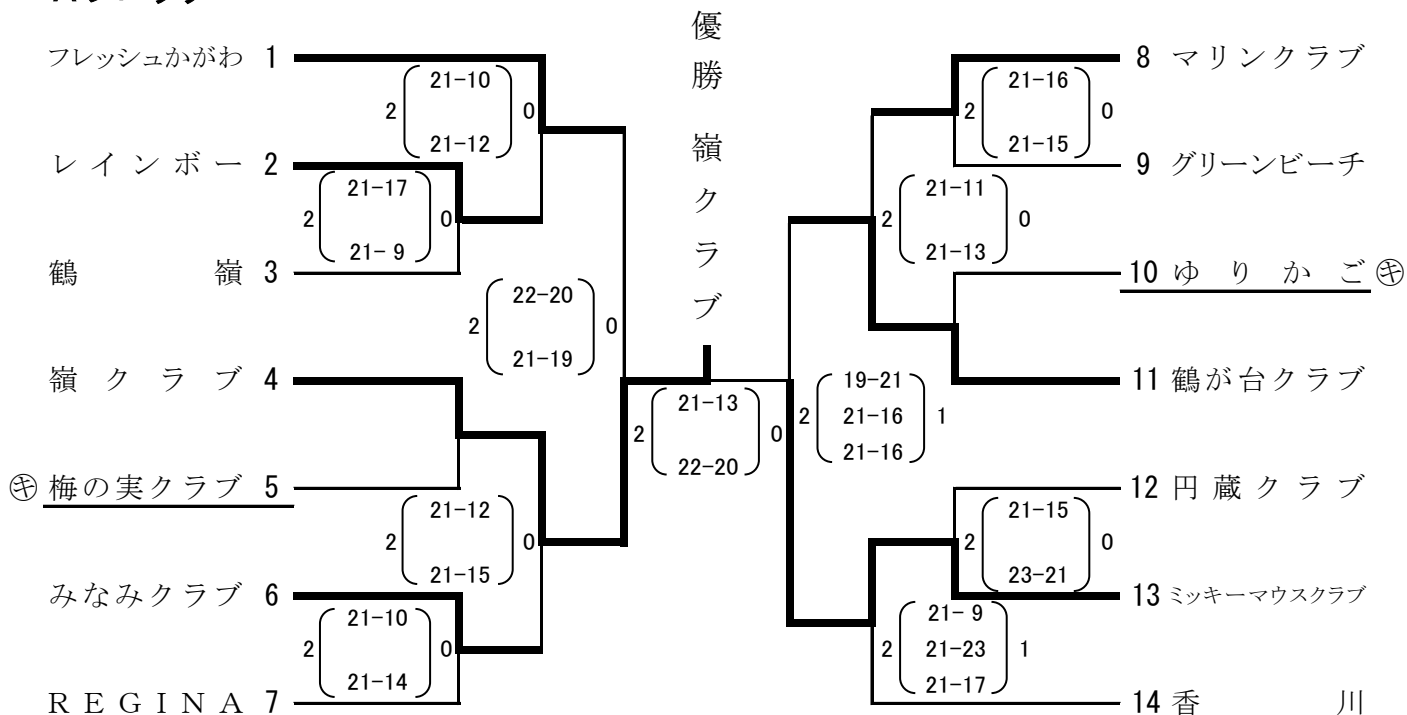 優勝 嶺クラブ
フレッシュかがわ 1
21-10
2 0
21-12
レインボー 2
21-17
2 0
21- 9
鶴嶺 3
22-20
2 0
21-19
嶺クラブ 4
㋖ 梅の実クラブ 5
21-12
2 0
21-15
みなみクラブ 6
21-10
2 0
21-14
REGINA 7
21-13
2 0
22-20
8 マリンクラブ
21-16
2 0
21-15
9 グリーンビーチ
21-11
2 0
21-13
10 ゆりかご ㋖
11 鶴が台クラブ
19-21
2 21-16 1
21-16
12 円蔵クラブ
21-15
2 0
23-21
13 ミッキーマウスクラブ
21- 9
2 21-23 1
21-17
14 香川